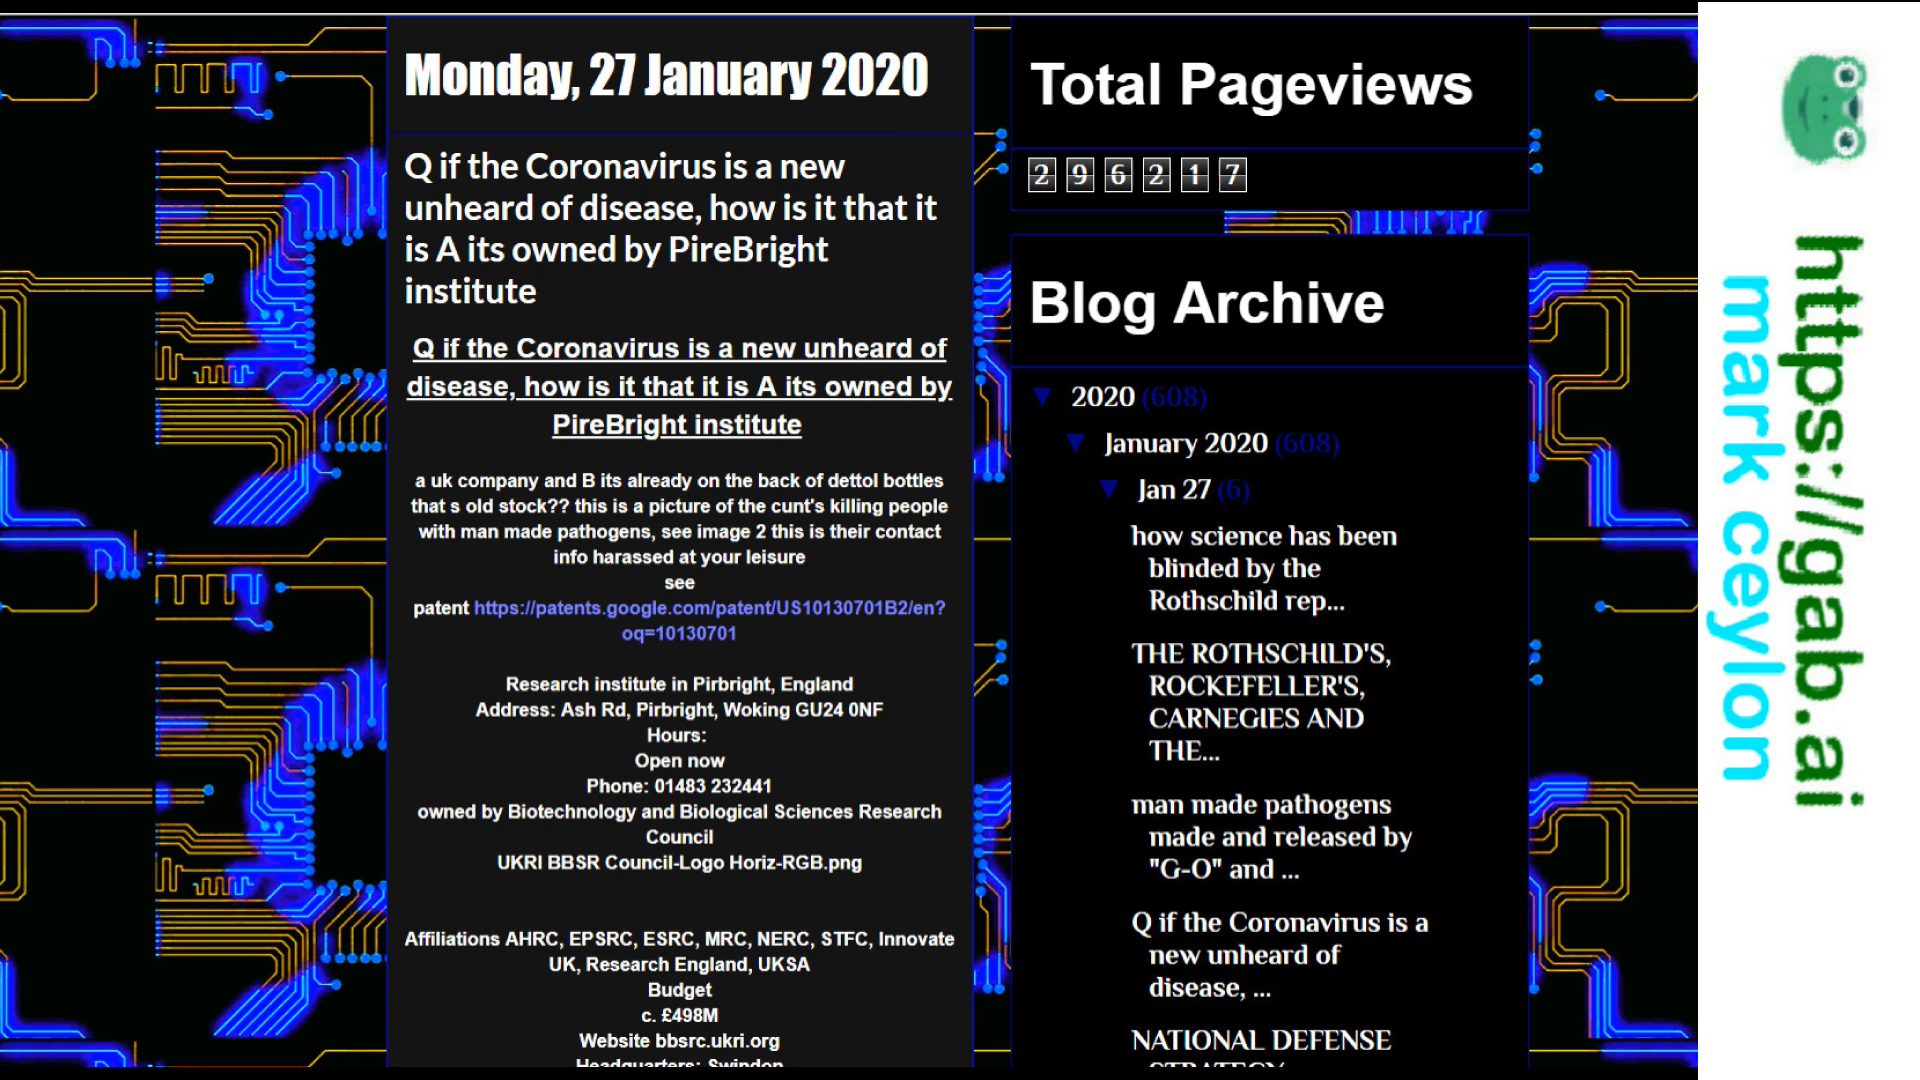 Monday, 27 January 2020
Q if the Coronavirus is a new
unheard of disease, how is it that it
is A its owned by PireBright
institute
Q if the Coronavirus is a new unheard of
disease, how is it that it is A its owned by
PireBright institute
a uk company and B its already on the back of dettol bottles
that s old stock?? this is a picture of the cunt's killing people
with man made pathogens, see image 2 this is their contact
info harassed at your leisure
see
patent https://patents.google.com/patent/US10130701B2/en?
oq=10130701
Research institute in Pirbright, England
Address: Ash Rd, Pirbright, Woking GU24 0NF
Hours:
Open now
Phone: 01483 232441
owned by Biotechnology and Biological Sciences Research
Council
UKRI BBSR Council-Logo Horiz-RGB.png
Affiliations AHRC, EPSRC, ESRC, MRC, NERC, STFC, Innovate
UK, Research England, UKSA
Budget
c. £498M
Website bbsrc.ukri.org
Headquarters: Swindon
Total Pageviews
296217
Blog Archive
▼ 2020 (608)
▼ January 2020 (608)
▼ Jan 27 (6)
how science has been
blinded by the
Rothschild rep...
THE ROTHSCHILD'S,
ROCKEFELLER'S,
CARNEGIES AND
THE...
man made pathogens
made and released by
"G-O" and ...
Q if the Coronavirus is a
new unheard of
disease, ...
NATIONAL DEFENSE
STRATEGY
https://gab.ai
mark ceylon